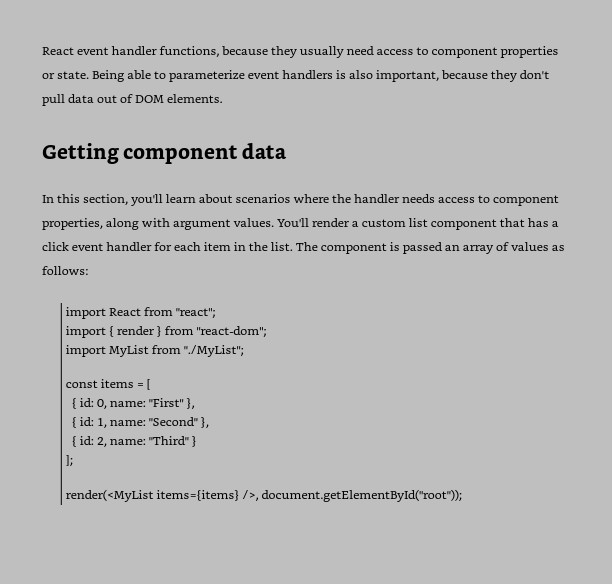 React event handler functions, because they usually need access to component properties
or state. Being able to parameterize event handlers is also important, because they don't
pull data out of DOM elements.
Getting component data
In this section, you'll learn about scenarios where the handler needs access to component
properties, along with argument values. You'll render a custom list component that has a
click event handler for each item in the list. The component is passed an array of values as
follows:
import React from "react";
import { render } from "react-dom";
import MyList from "./MyList";
const items = [
{ id: 0, name: "First" },
{ id: 1, name: "Second" },
{ id: 2, name: "Third" }
];
render(<MyList items={items} />, document.getElementById("root"));